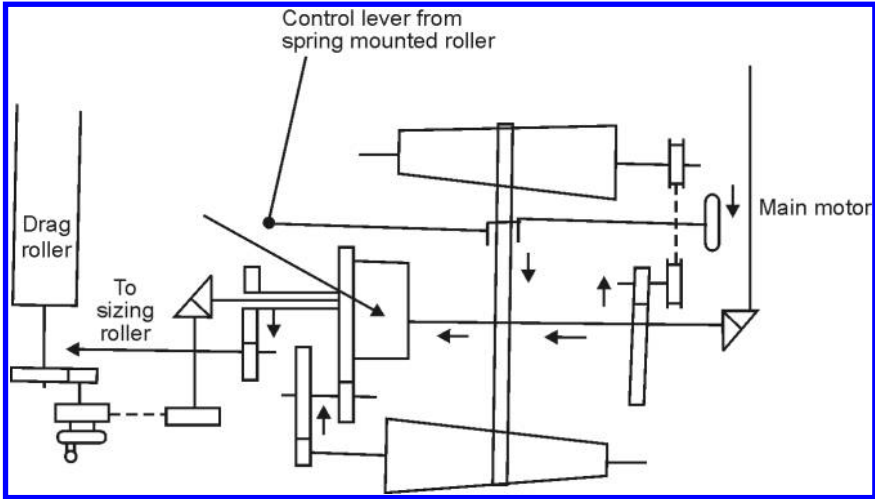 Control lever from
spring mounted roller
Main motor
Drag
roller
To
sizing
roller